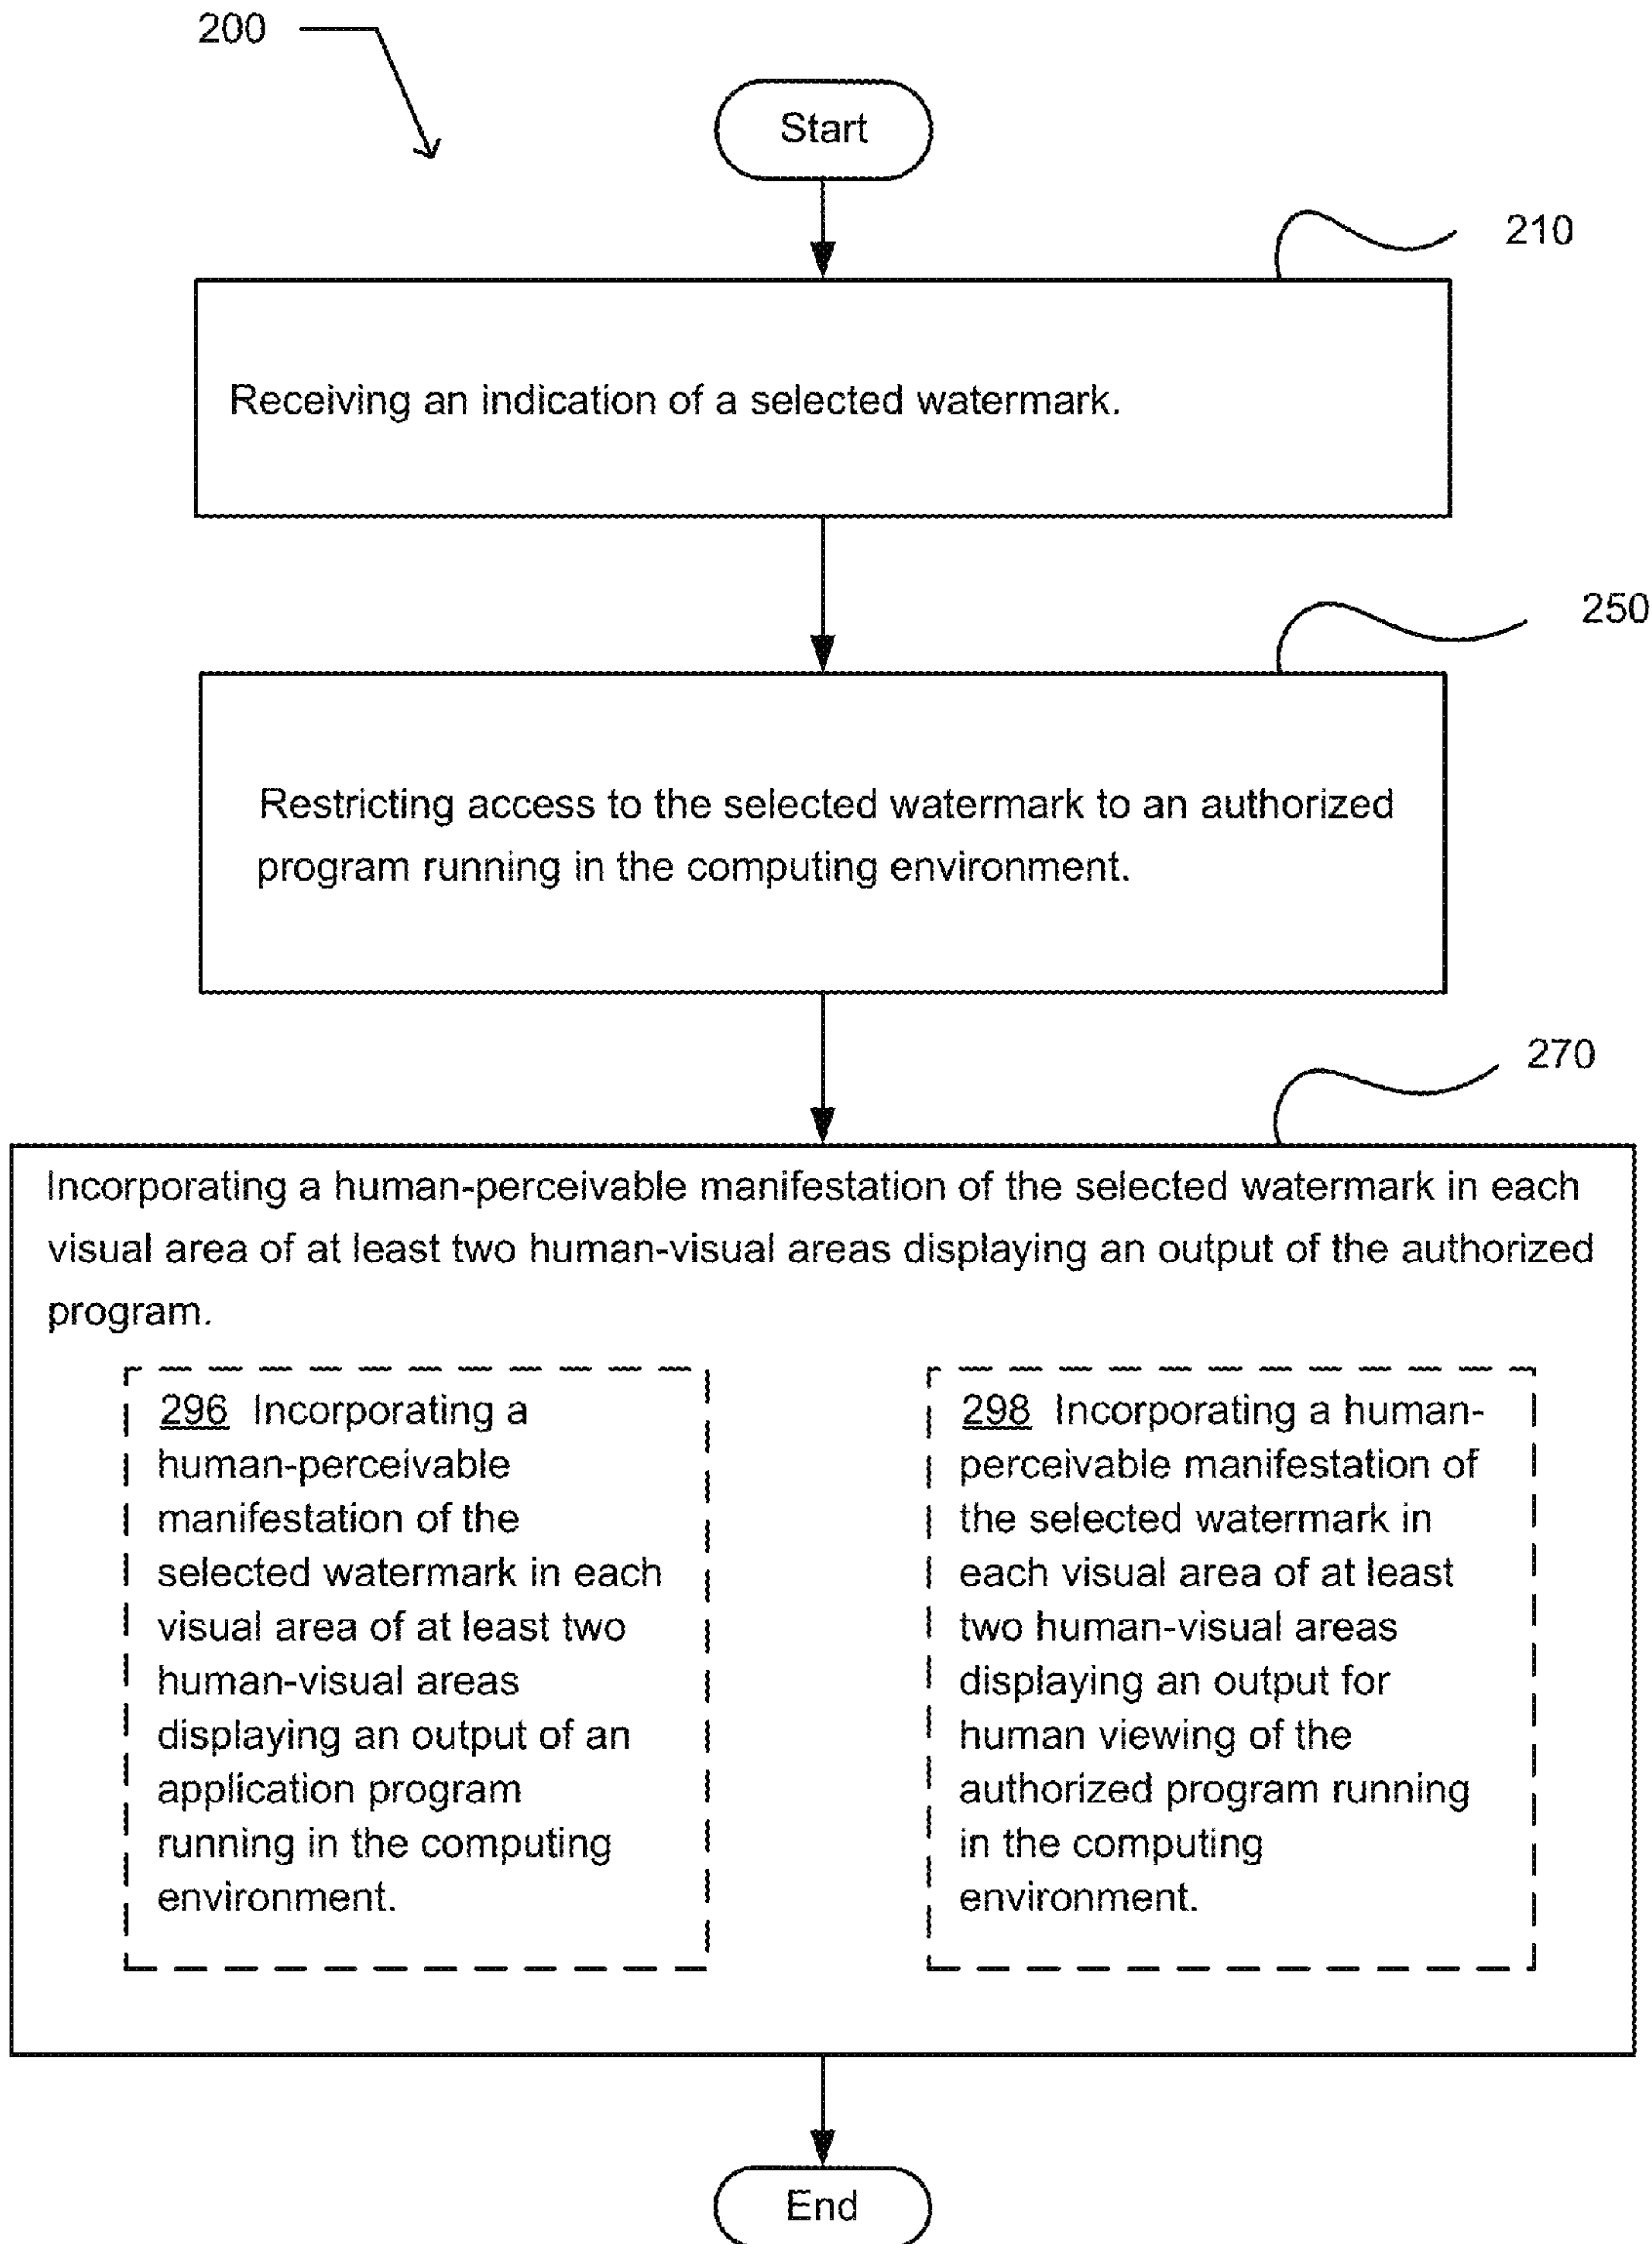 200
Start
210
Receiving an indication of a selected watermark.
250
Restricting access to the selected watermark to an authorized
program running in the computing environment.
270
Incorporating a human-perceivable manifestation of the selected watermark in each
visual area of at least two human-visual areas displaying an output of the authorized
program.
296 Incorporating a
human-perceivable
manifestation of the
selected watermark in each
visual area of at least two
human-visual areas
displaying an output of an
application program
running in the computing
environment.
298 Incorporating a human-
perceivable manifestation of
the selected watermark in
each visual area of at least
two human-visual areas
displaying an output for
human viewing of the
authorized program running
in the computing
environment.
End